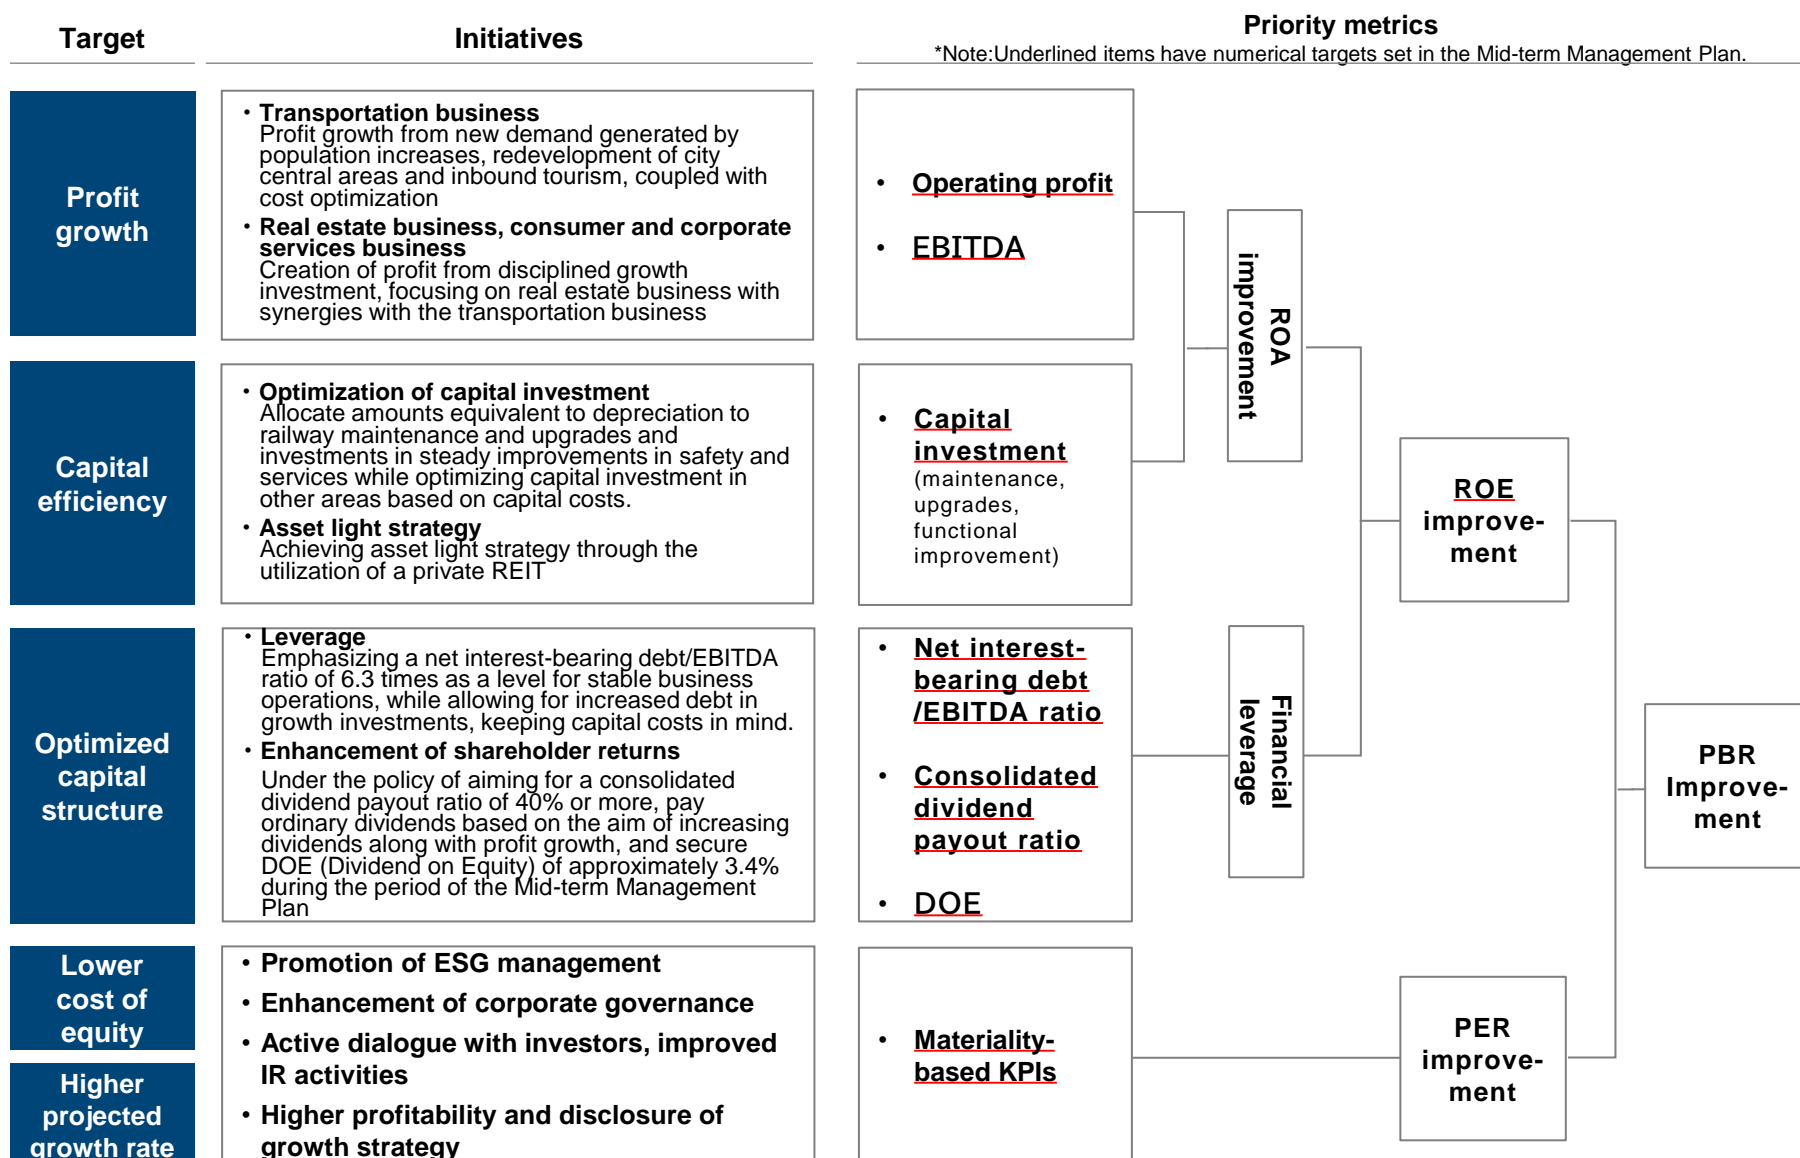 Target
Initiatives
Priority metrics
*Note:Underlined items have numerical targets set in the Mid-term Management Plan.
Profit
growth
・Transportation business
Profit growth from new demand generated by
population increases, redevelopment of city
central areas and inbound tourism, coupled with
cost optimization
・Real estate business, consumer and corporate
services business
Creation of profit from disciplined growth
investment, focusing on real estate business with
synergies with the transportation business
• Operating profit
• EBITDA
ROA
improvement
Capital
efficiency
・Optimization of capital investment
Allocate amounts equivalent to depreciation to
railway maintenance and upgrades and
investments in steady improvements in safety and
services while optimizing capital investment in
other areas based on capital costs.
・Asset light strategy
Achieving asset light strategy through the
utilization of a private REIT
• Capital
investment
(maintenance,
upgrades,
functional
improvement)
ROE
improve-
ment
Optimized
capital
structure
・Leverage
Emphasizing a net interest-bearing debt/EBITDA
ratio of 6.3 times as a level for stable business
operations, while allowing for increased debt in
growth investments, keeping capital costs in mind.
・Enhancement of shareholder returns
Under the policy of aiming for a consolidated
dividend payout ratio of 40% or more, pay
ordinary dividends based on the aim of increasing
dividends along with profit growth, and secure
DOE (Dividend on Equity) of approximately 3.4%
during the period of the Mid-term Management
Plan
• Net interest-
bearing debt
/EBITDA ratio
• Consolidated
dividend
payout ratio
• DOE
Financial
leverage
PBR
Improve-
ment
Lower
cost of
equity
Higher
projected
growth rate
・Promotion of ESG management
・Enhancement of corporate governance
・Active dialogue with investors, improved
IR activities
・Higher profitability and disclosure of
growth strategy
• Materiality-
based KPIs
PER
improve-
ment